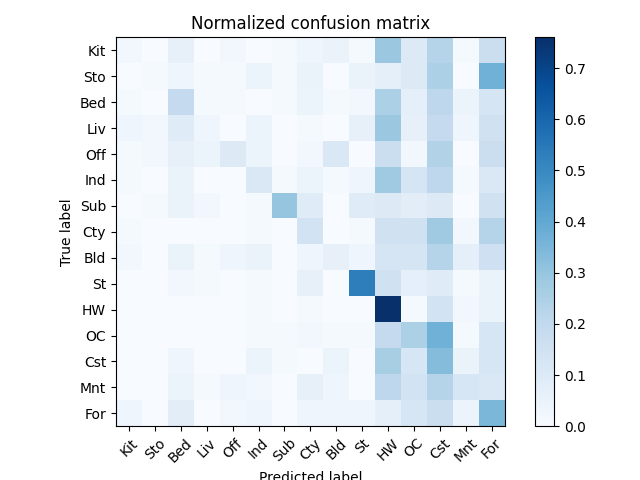 Normalized confusion matrix
True label
Kit
Sto
Bed
Liv
Off
Ind
Sub
Cty
Bld
St
HW
OC
Cst
Mnt
For
Kit Sto Bed Liv Off Ind Sub Cty Bld St HW OC Cst Mnt For
Predicted label
0.7
0.6
0.5
0.4
0.3
0.2
0.1
0.0